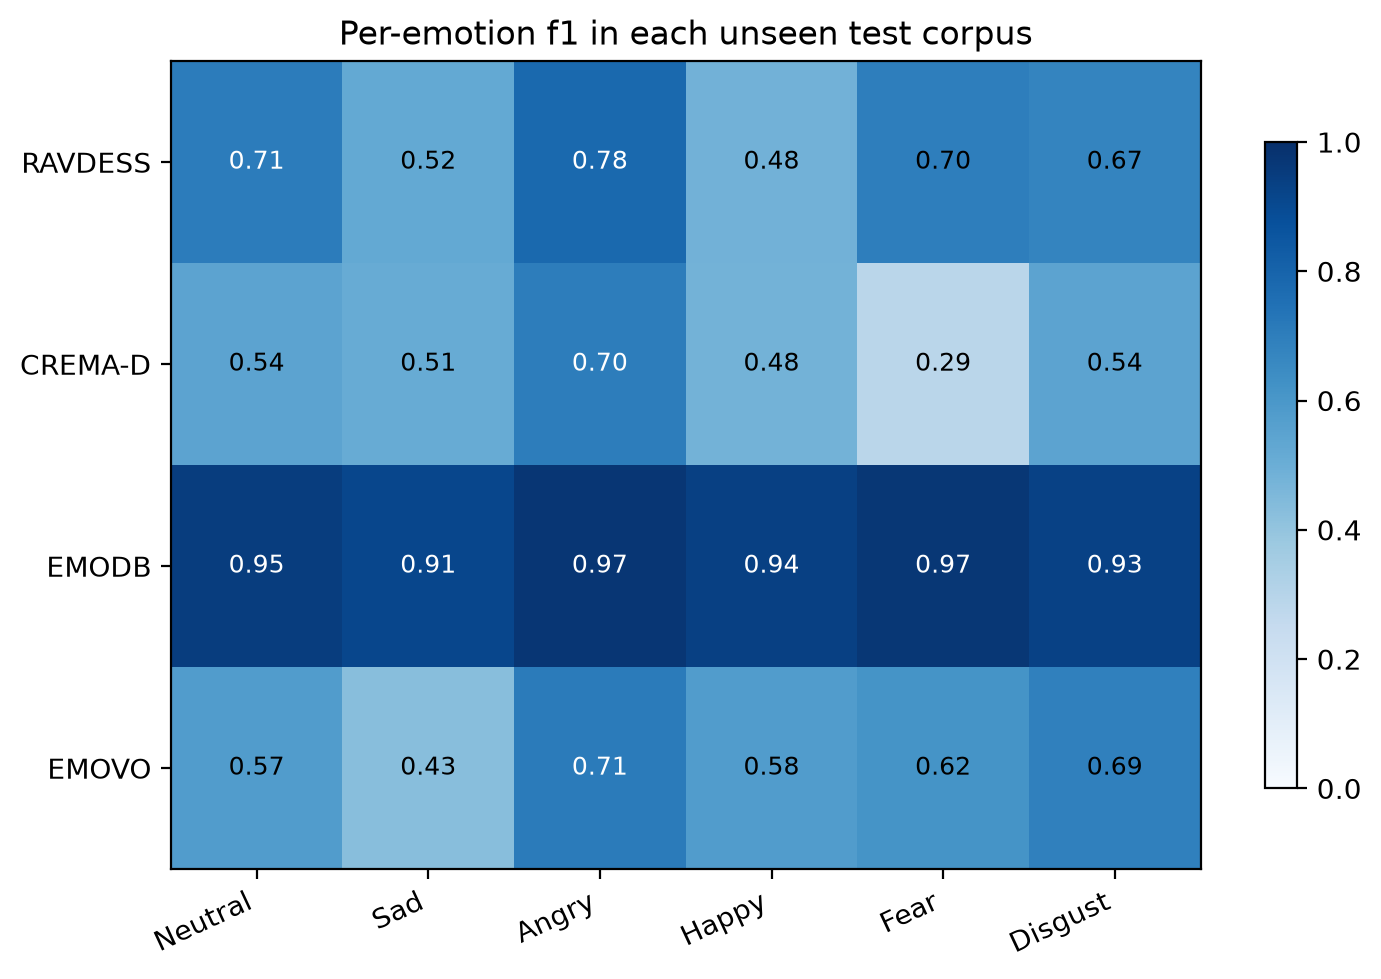 Per-emotion f1 in each unseen test corpus
RAVDESS 0.71 0.52 0.78 0.48 0.70 0.67
CREMA-D 0.54 0.51 0.70 0.48 0.29 0.54
EMODB 0.95 0.91 0.97 0.94 0.97 0.93
EMOVO 0.57 0.43 0.71 0.58 0.62 0.69
Neutral Sad Angry Happy Fear Disgust
1.0
0.8
0.6
0.4
0.2
0.0